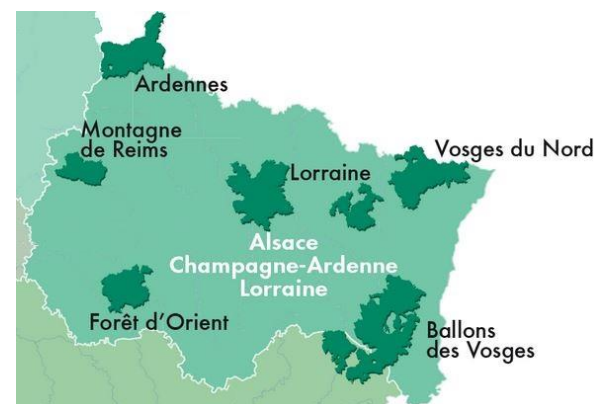 Ardennes
Montagne
de Reims
Vosges du Nord
Lorraine
Alsace
Champagne-Ardenne
Lorraine
Forêt d'Orient
Ballons
des Vosges